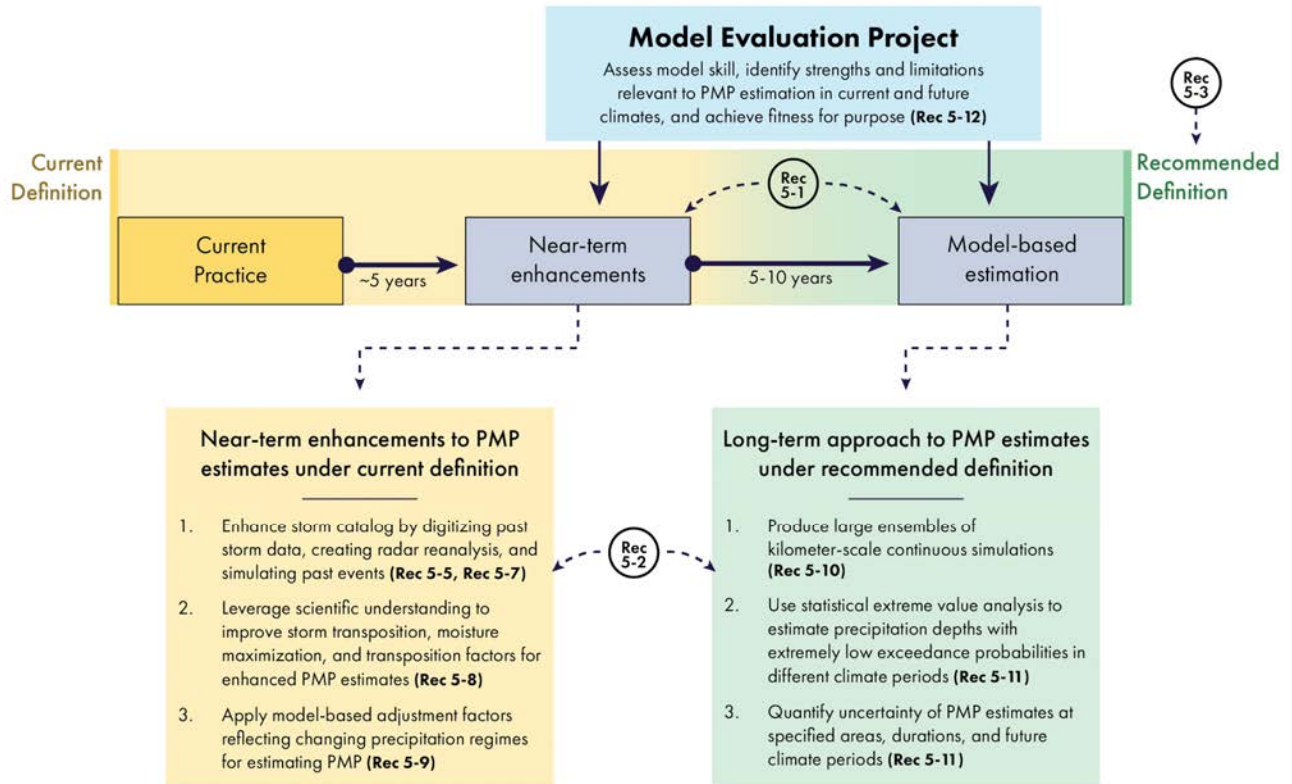 Model Evaluation Project
Assess model skill, identify strengths and limitations
relevant to PMP estimation in current and future
climates, and achieve fitness for purpose (Rec 5-12)
Rec
5-3
Current
Definition
Rec
5-1
Recommended
Definition
Current
Practice
~5 years
Near-term
enhancements
5-10 years
Model-based
estimation
Near-term enhancements to PMP
estimates under current definition
1. Enhance storm catalog by digitizing past
storm data, creating radar reanalysis, and
simulating past events (Rec 5-5, Rec 5-7)
2. Leverage scientific understanding to
improve storm transposition, moisture
maximization, and transposition factors for
enhanced PMP estimates (Rec 5-8)
3. Apply model-based adjustment factors
reflecting changing precipitation regimes
for estimating PMP (Rec 5-9)
Rec
5-2
Long-term approach to PMP estimates
under recommended definition
1. Produce large ensembles of
kilometer-scale continuous simulations
(Rec 5-10)
2. Use statistical extreme value analysis to
estimate precipitation depths with
extremely low exceedance probabilities in
different climate periods (Rec 5-11)
3. Quantify uncertainty of PMP estimates at
specified areas, durations, and future
climate periods (Rec 5-11)